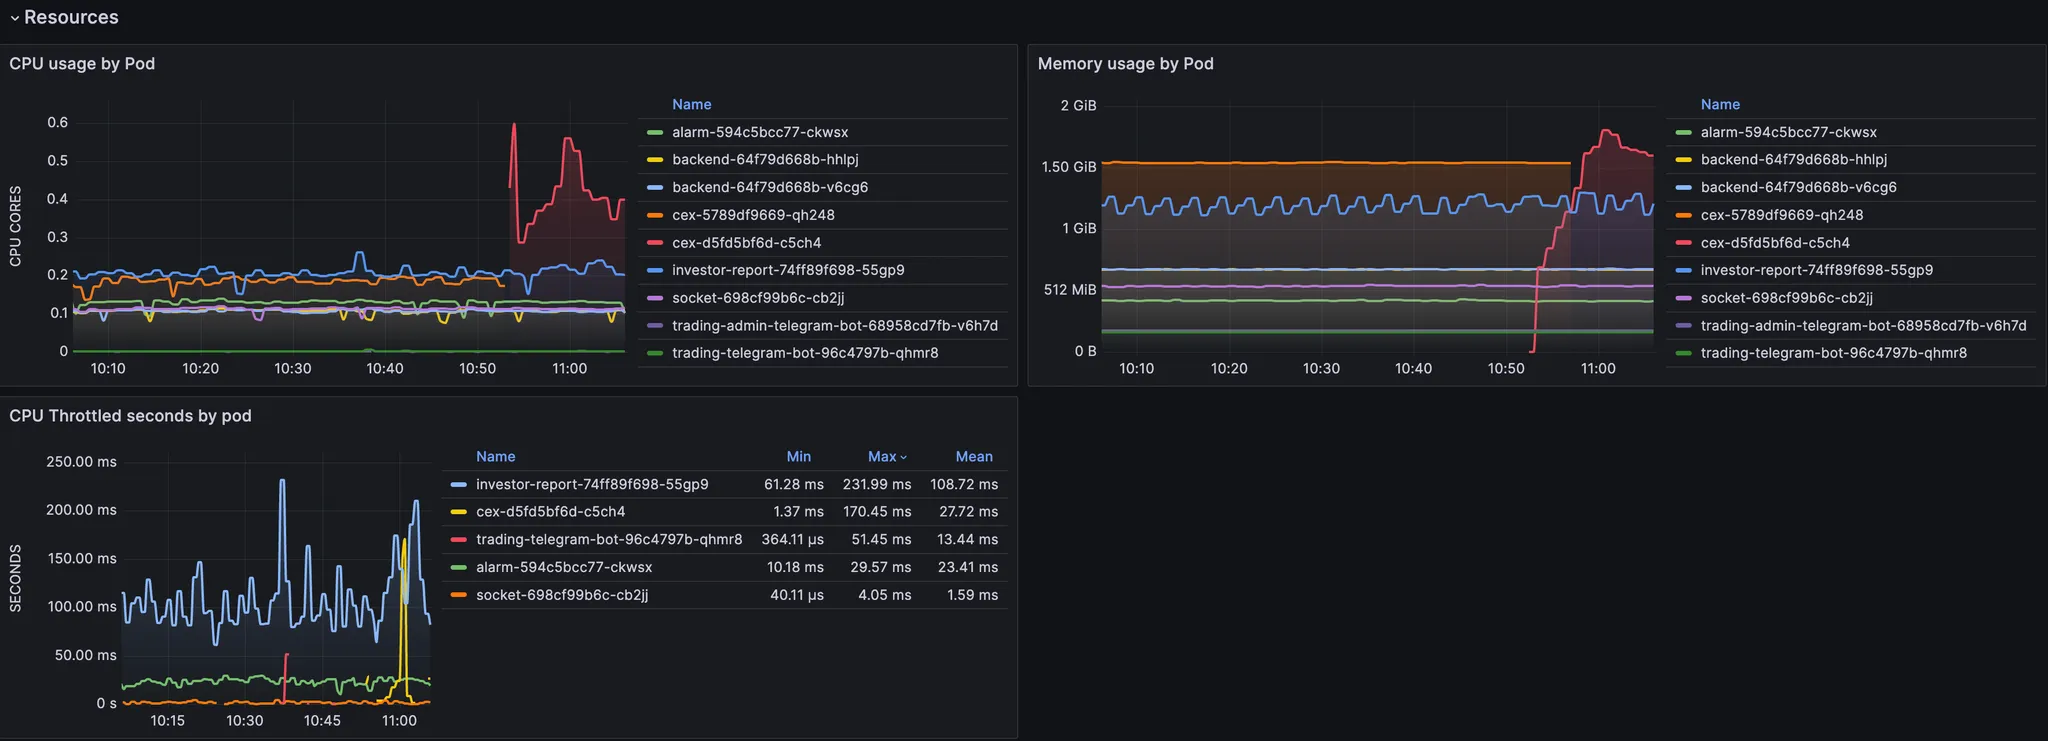 Resources
CPU usage by Pod
CPU CORES
0.6
0.5
0.4
0.3
0.2
0.1
0
10:10 10:20 10:30 10:40 10:50 11:00
Name
alarm-594c5bcc77-ckwsx
backend-64f79d668b-hhlpj
backend-64f79d668b-v6cg6
cex-5789df9669-qh248
cex-d5fd5bf6d-c5ch4
investor-report-74ff89f698-55gp9
socket-698cf99b6c-cb2jj
trading-admin-telegram-bot-68958cd7fb-v6h7d
trading-telegram-bot-96c4797b-qhmr8
Memory usage by Pod
2 GiB
1.50 GiB
1 GiB
512 MiB
0 B
10:10 10:20 10:30 10:40 10:50 11:00
Name
alarm-594c5bcc77-ckwsx
backend-64f79d668b-hhlpj
backend-64f79d668b-v6cg6
cex-5789df9669-qh248
cex-d5fd5bf6d-c5ch4
investor-report-74ff89f698-55gp9
socket-698cf99b6c-cb2jj
trading-admin-telegram-bot-68958cd7fb-v6h7d
trading-telegram-bot-96c4797b-qhmr8
CPU Throttled seconds by pod
SECONDS
250.00 ms
200.00 ms
150.00 ms
100.00 ms
50.00 ms
0 s
10:15 10:30 10:45 11:00
Name Min Max Mean
investor-report-74ff89f698-55gp9 61.28 ms 231.99 ms 108.72 ms
cex-d5fd5bf6d-c5ch4 1.37 ms 170.45 ms 27.72 ms
trading-telegram-bot-96c4797b-qhmr8 364.11 µs 51.45 ms 13.44 ms
alarm-594c5bcc77-ckwsx 10.18 ms 29.57 ms 23.41 ms
socket-698cf99b6c-cb2jj 40.11 µs 4.05 ms 1.59 ms